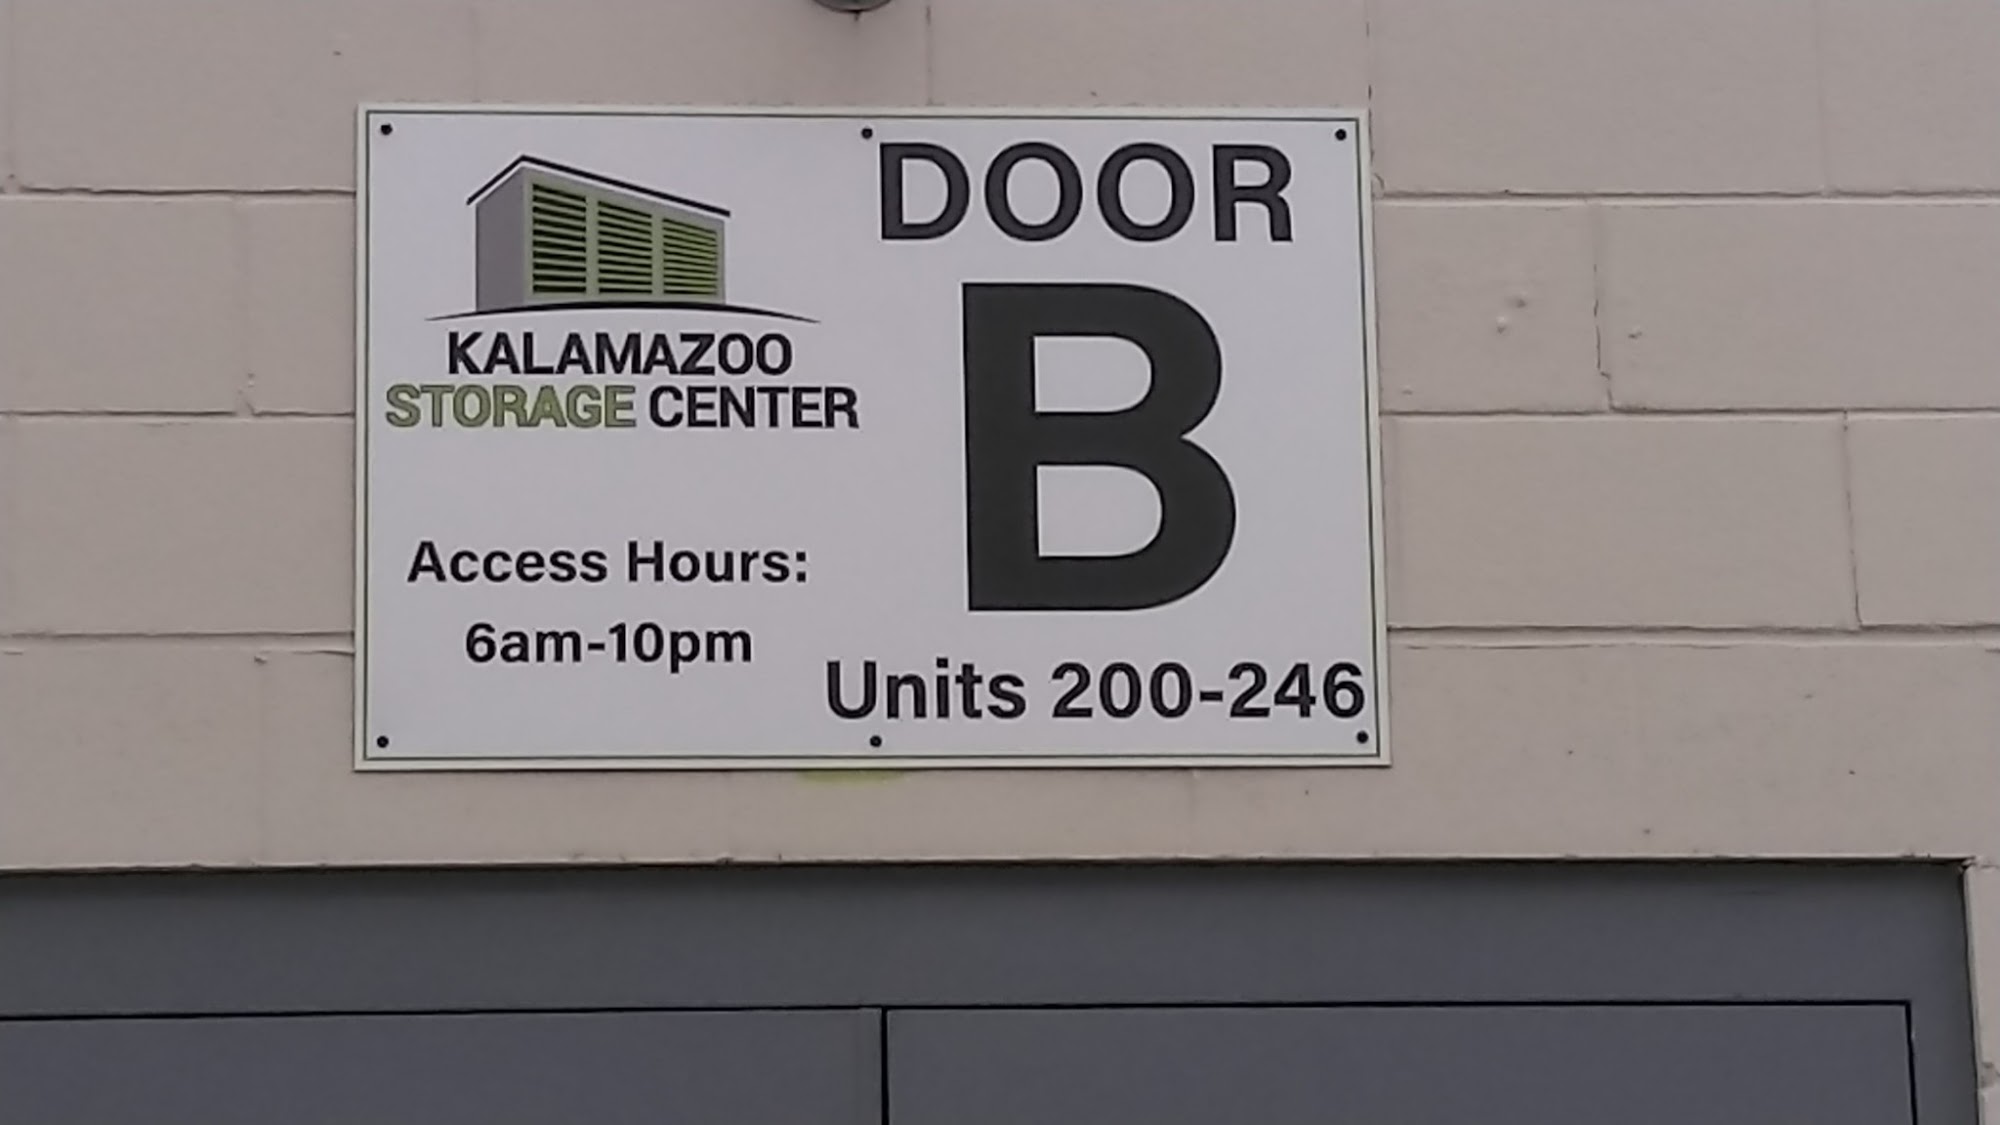 KALAMAZOO
STORAGE CENTER
Access Hours:
6am-10pm
DOOR
B
Units 200-246